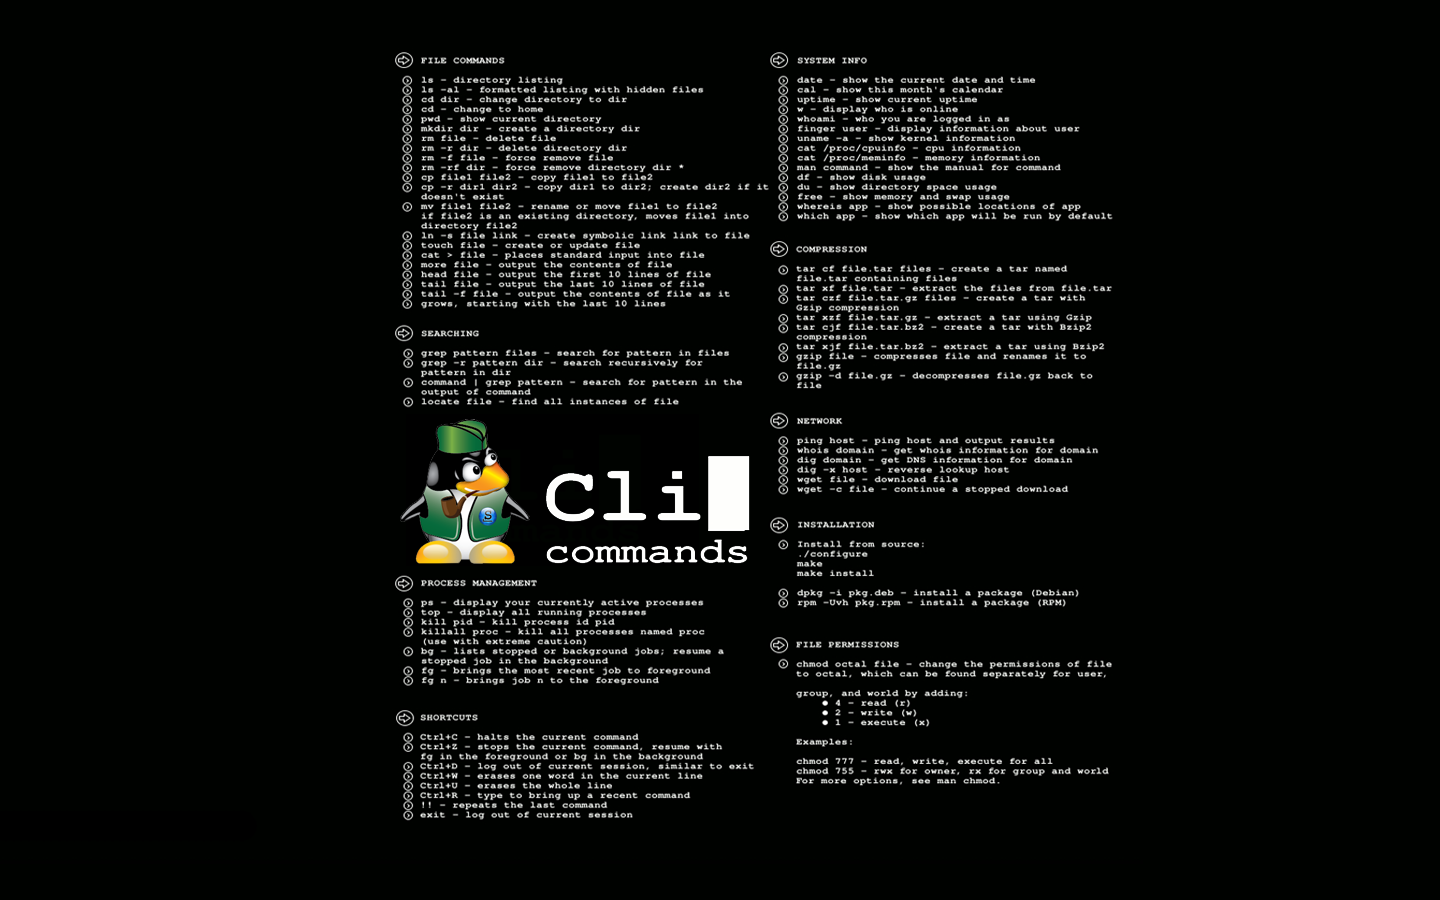 FILE COMMANDS
ls - directory listing
ls -al - formatted listing with hidden files
cd dir - change directory to dir
cd - change to home
pwd - show current directory
mkdir dir - create a directory dir
rm file - delete file
rm -r dir - delete directory dir
rm -f file - force remove file
rm -rf dir - force remove directory dir *
cp file1 file2 - copy file1 to file2
cp -r dir1 dir2 - copy dir1 to dir2; create dir2 if it
doesn't exist
mv file1 file2 - rename or move file1 to file2
if file2 is an existing directory, moves file1 into
directory file2
ln -s file link - create symbolic link link to file
touch file - create or update file
cat > file - places standard input into file
more file - output the contents of file
head file - output the first 10 lines of file
tail file - output the last 10 lines of file
tail -f file - output the contents of file as it
grows, starting with the last 10 lines
SEARCHING
grep pattern files - search for pattern in files
grep -r pattern dir - search recursively for
pattern in dir
command | grep pattern - search for pattern in the
output of command
locate file - find all instances of file
S
Cli
commands
PROCESS MANAGEMENT
ps - display your currently active processes
top - display all running processes
kill pid - kill process id pid
killall proc - kill all processes named proc
(use with extreme caution)
bg - lists stopped or background jobs; resume a
stopped job in the background
fg - brings the most recent job to foreground
fg n - brings job n to the foreground
SHORTCUTS
Ctrl+C - halts the current command
Ctrl+Z - stops the current command, resume with
fg in the foreground or bg in the background
Ctrl+D - log out of current session, similar to exit
Ctrl+W - erases one word in the current line
Ctrl+U - erases the whole line
Ctrl+R - type to bring up a recent command
!! - repeats the last command
exit - log out of current session
SYSTEM INFO
date - show the current date and time
cal - show this month's calendar
uptime - show current uptime
w - display who is online
whoami - who you are logged in as
finger user - display information about user
uname -a - show kernel information
cat /proc/cpuinfo - cpu information
cat /proc/meminfo - memory information
man command - show the manual for command
df - show disk usage
du - show directory space usage
free - show memory and swap usage
whereis app - show possible locations of app
which app - show which app will be run by default
COMPRESSION
tar cf file.tar files - create a tar named
file.tar containing files
tar xf file.tar - extract the files from file.tar
tar czf file.tar.gz files - create a tar with
Gzip compression
tar xzf file.tar.gz - extract a tar using Gzip
tar cjf file.tar.bz2 - create a tar with Bzip2
compression
tar xjf file.tar.bz2 - extract a tar using Bzip2
gzip file - compresses file and renames it to
file.gz
gzip -d file.gz - decompresses file.gz back to
file
NETWORK
ping host - ping host and output results
whois domain - get whois information for domain
dig domain - get DNS information for domain
dig -x host - reverse lookup host
wget file - download file
wget -c file - continue a stopped download
INSTALLATION
Install from source:
./configure
make
make install
dpkg -i pkg.deb - install a package (Debian)
rpm -Uvh pkg.rpm - install a package (RPM)
FILE PERMISSIONS
chmod octal file - change the permissions of file
to octal, which can be found separately for user,
group, and world by adding:
● 4 - read (r)
● 2 - write (w)
● 1 - execute (x)
Examples:
chmod 777 - read, write, execute for all
chmod 755 - rwx for owner, rx for group and world
For more options, see man chmod.